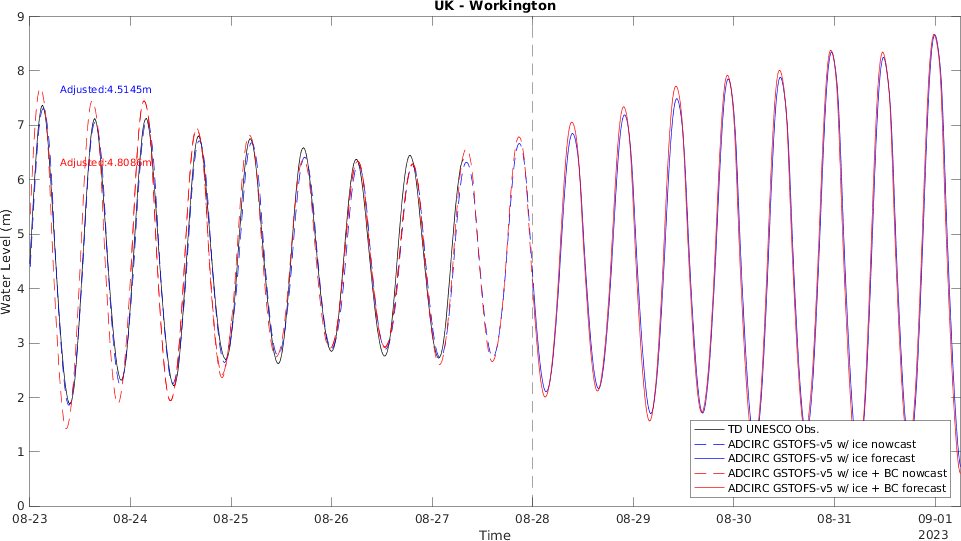 UK - Workington
9
8
7
6
5
4
3
2
1
0
Water Level (m)
Adjusted:4.5145m
Adjusted:4.8086m
TD UNESCO Obs.
ADCIRC GSTOFS-v5 w/ ice nowcast
ADCIRC GSTOFS-v5 w/ ice forecast
ADCIRC GSTOFS-v5 w/ ice + BC nowcast
ADCIRC GSTOFS-v5 w/ ice + BC forecast
08-23 08-24 08-25 08-26 08-27 08-28 08-29 08-30 08-31 09-01
2023
Time